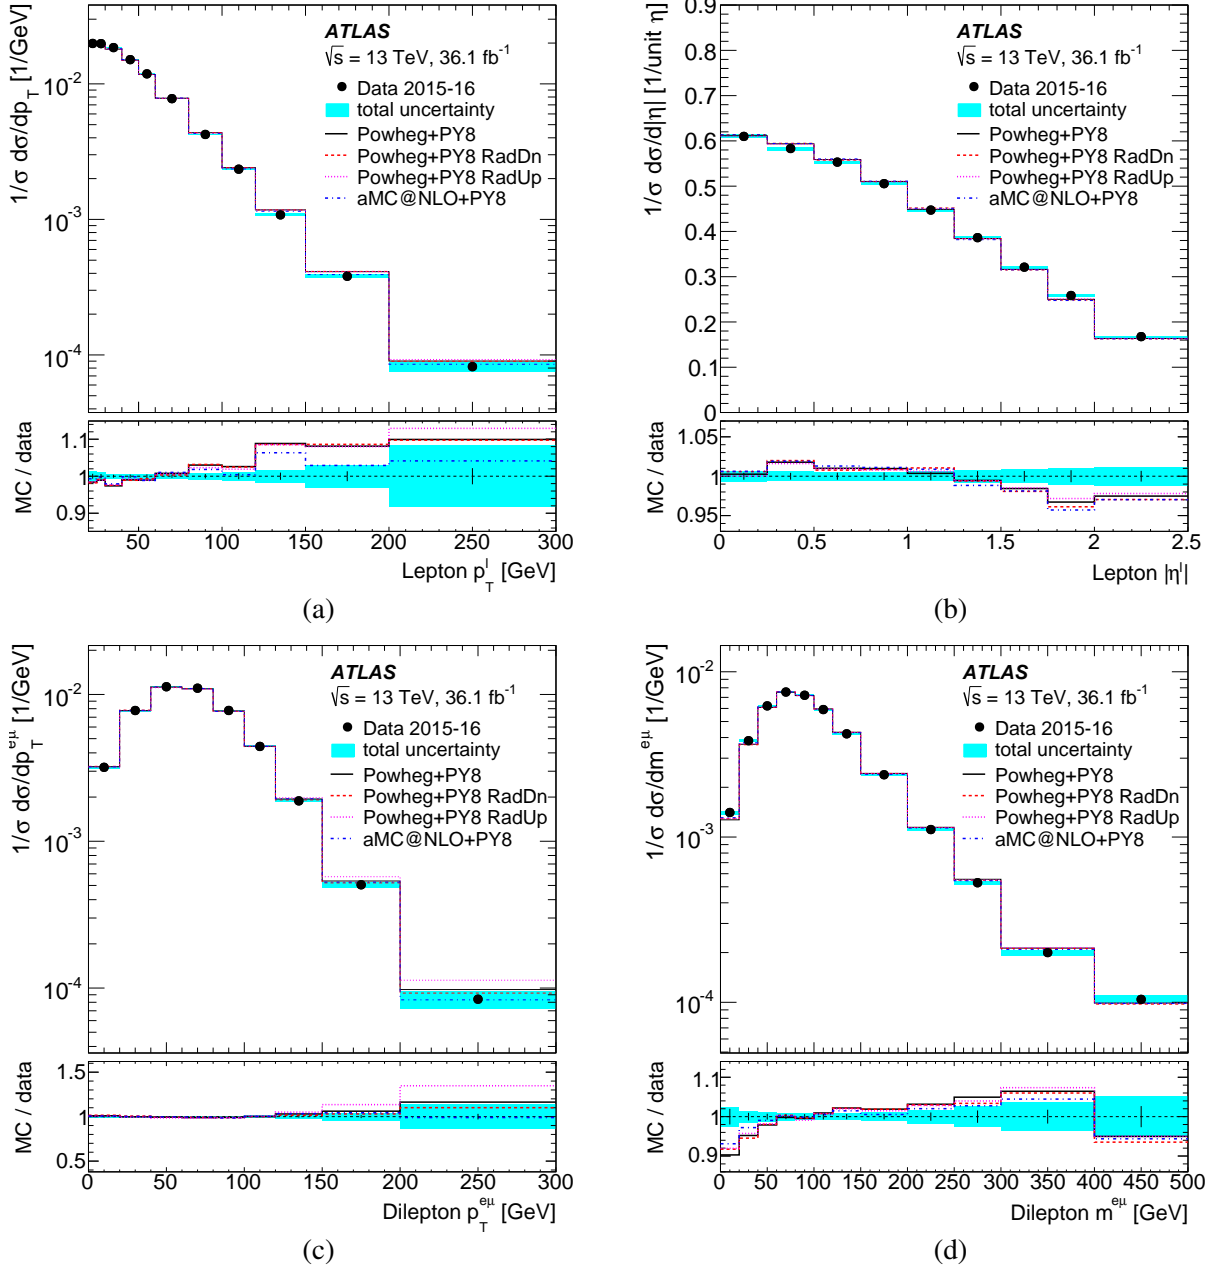 ATLAS
√s = 13 TeV, 36.1 fb⁻¹
Data 2015-16
total uncertainty
Powheg+PY8
Powheg+PY8 RadDn
Powheg+PY8 RadUp
aMC@NLO+PY8
1/σ dσ/dp_T [1/GeV]
10⁻²
10⁻³
10⁻⁴
MC / data
1.1
1
0.9
50 100 150 200 250 300
Lepton p_T^l [GeV]
(a)
ATLAS
√s = 13 TeV, 36.1 fb⁻¹
Data 2015-16
total uncertainty
Powheg+PY8
Powheg+PY8 RadDn
Powheg+PY8 RadUp
aMC@NLO+PY8
1/σ dσ/d|η| [1/unit η]
0.9
0.8
0.7
0.6
0.5
0.4
0.3
0.2
0.1
0
MC / data
1.05
1
0.95
0 0.5 1 1.5 2 2.5
Lepton |η^l|
(b)
ATLAS
√s = 13 TeV, 36.1 fb⁻¹
Data 2015-16
total uncertainty
Powheg+PY8
Powheg+PY8 RadDn
Powheg+PY8 RadUp
aMC@NLO+PY8
1/σ dσ/dp_T^eμ [1/GeV]
10⁻²
10⁻³
10⁻⁴
MC / data
1.5
1
0.5
0 50 100 150 200 250 300
Dilepton p_T^eμ [GeV]
(c)
ATLAS
√s = 13 TeV, 36.1 fb⁻¹
Data 2015-16
total uncertainty
Powheg+PY8
Powheg+PY8 RadDn
Powheg+PY8 RadUp
aMC@NLO+PY8
1/σ dσ/dm^eμ [1/GeV]
10⁻²
10⁻³
10⁻⁴
MC / data
1.1
1
0.9
0 50 100 150 200 250 300 350 400 450 500
Dilepton m^eμ [GeV]
(d)